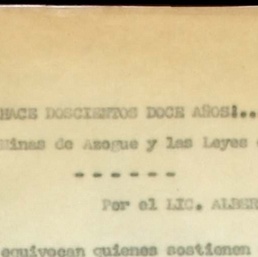 HACE DOSCIENTOS DOCE AÑOS!..
Minas de Azogue y las Leyes
- - - - - -
Por el LIC. ALBER
equivocan quienes sostienen